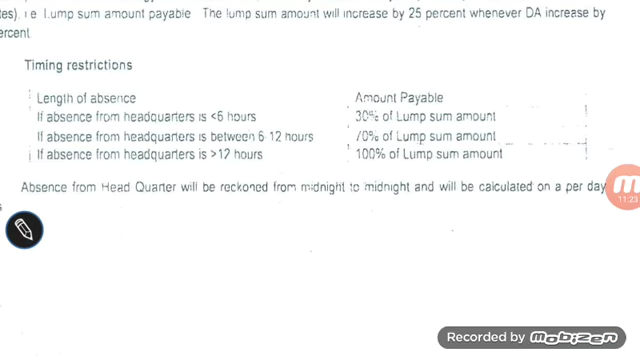 tes). i.e Lump sum amount payable The lump sum amount will increase by 25 percent whenever DA increase by
ercent
Timing restrictions
Length of absence Amount Payable
If absence from headquarters is <6 hours 30% of Lump sum amount
If absence from headquarters is between 6-12 hours 70% of Lump sum amount
If absence from headquarters is >12 hours 100% of Lump sum amount
Absence from Head Quarter will be reckoned from midnight to midnight and will be calculated on a per day
s
11:23
Recorded by Mobizen